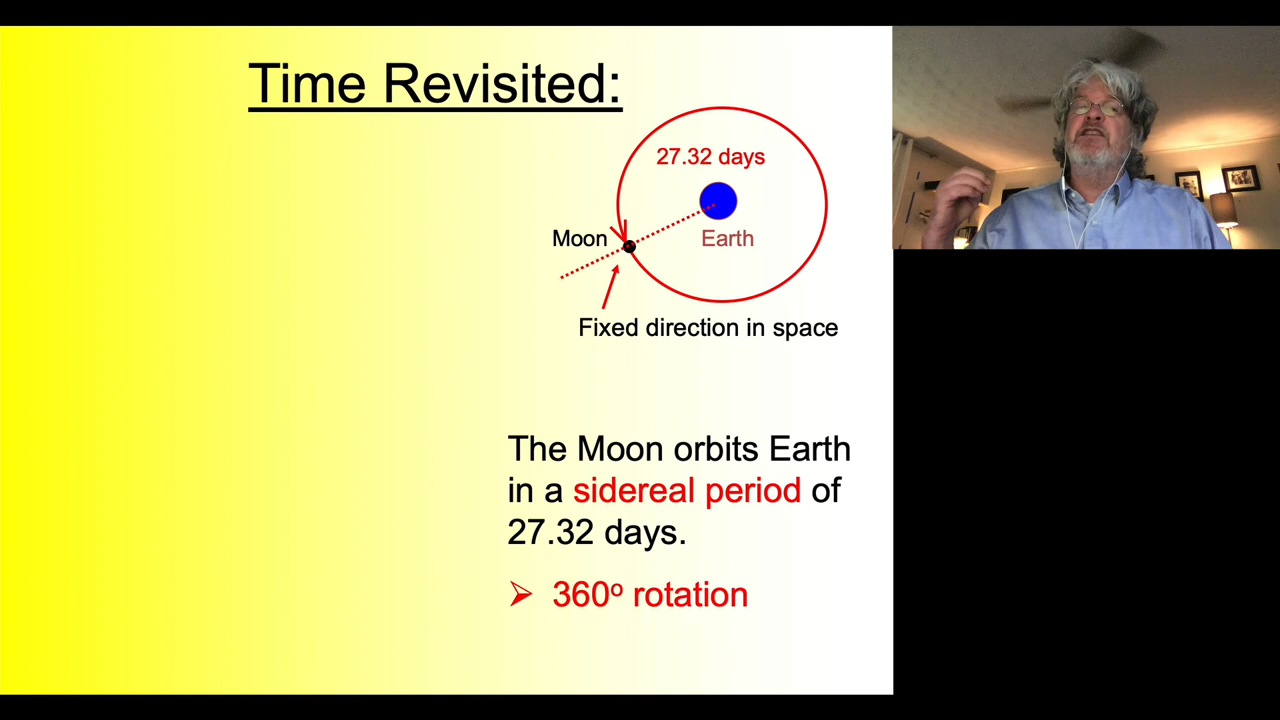 Time Revisited:
27.32 days
Moon
Earth
Fixed direction in space
The Moon orbits Earth
in a sidereal period of
27.32 days.
➢ 360º rotation